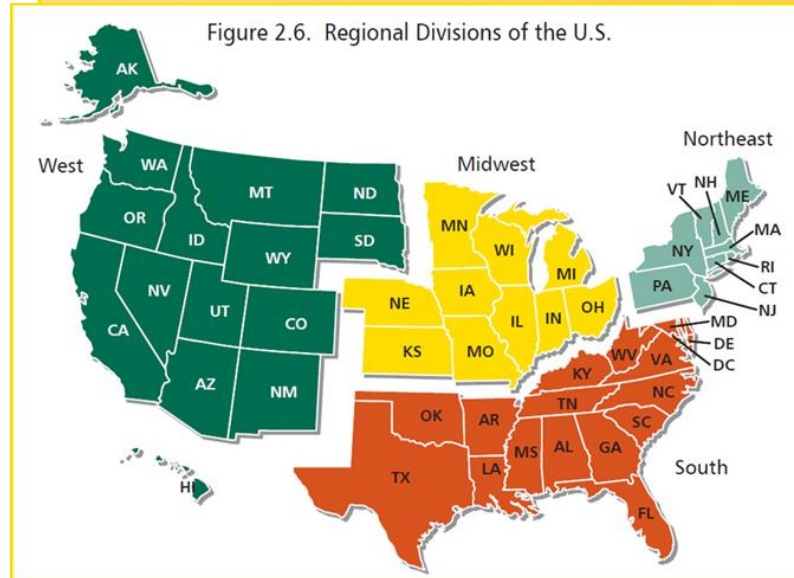 Figure 2.6. Regional Divisions of the U.S.
AK
West
Midwest
Northeast
WA
MT
ND
OR
ID
SD
WY
NV
UT
CA
CO
AZ
NM
HI
MN
WI
MI
IA
NE
IL
IN
OH
KS
MO
VT
NH
ME
MA
NY
RI
CT
PA
NJ
MD
DE
DC
WV
VA
KY
NC
TN
OK
AR
SC
MS
AL
GA
LA
TX
South
FL